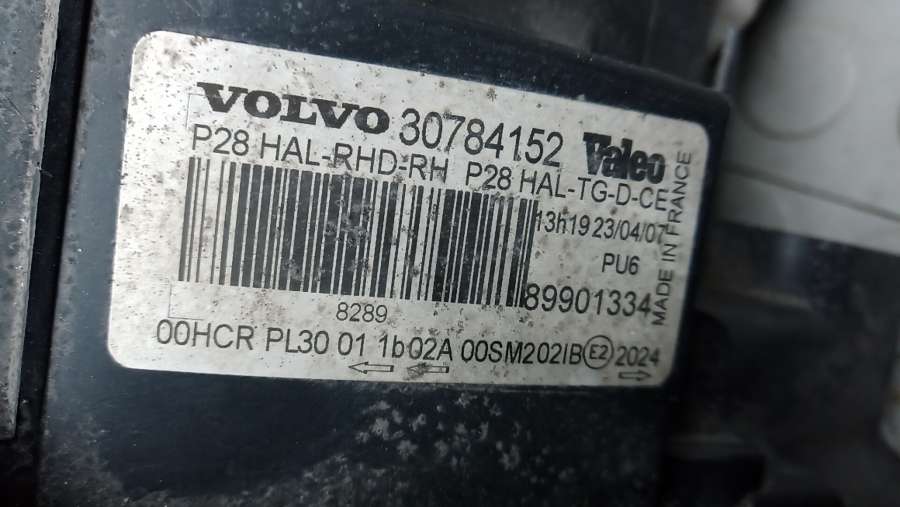 VOLVO 30784152 Valeo
P28 HAL-RHD-RH P28 HAL-TG-D-CE
13h19 23/04/07
PU6
89901334
MADE IN FRANCE
8289
00HCR PL30 01 1b02A 00SM202IB E2 2024